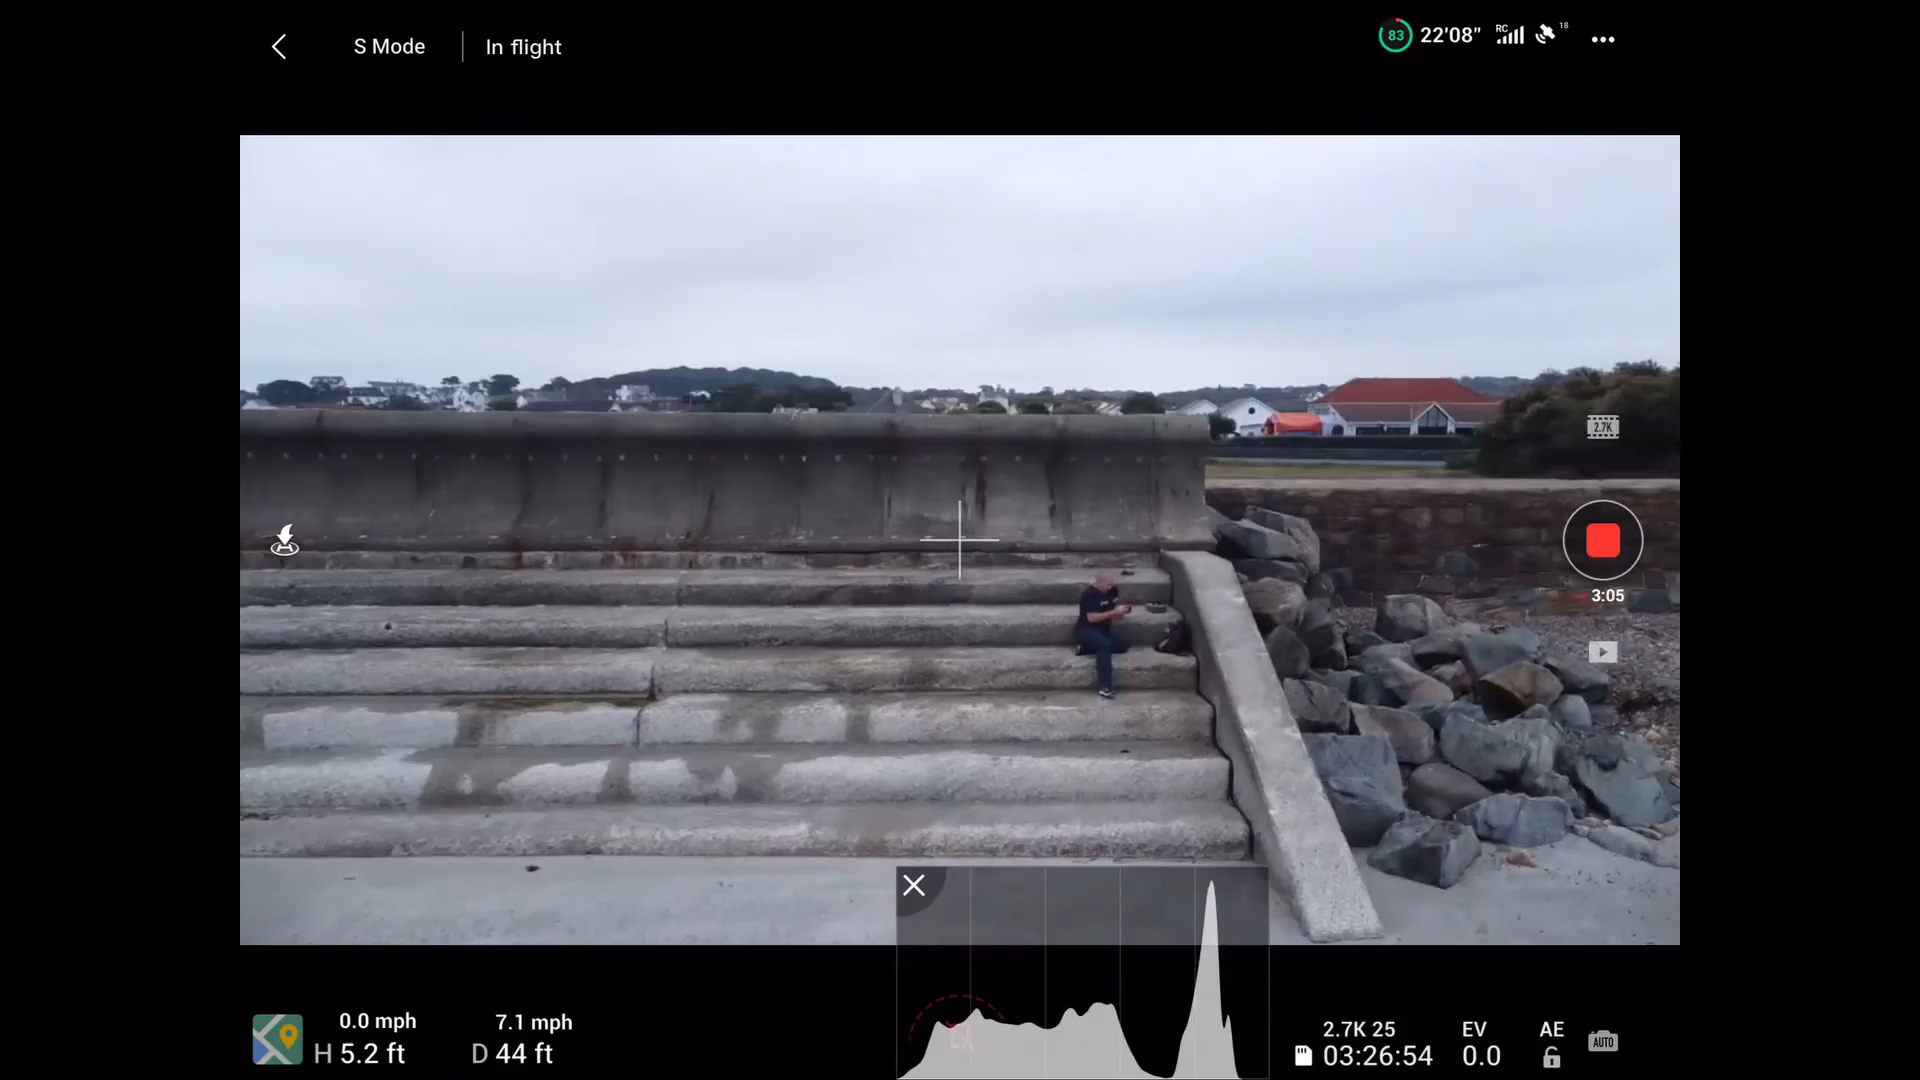 S Mode
In flight
83
22'08"
RC
18
2.7K
3:05
0.0 mph
7.1 mph
H 5.2 ft
D 44 ft
2.7K 25
03:26:54
EV
0.0
AE
AUTO